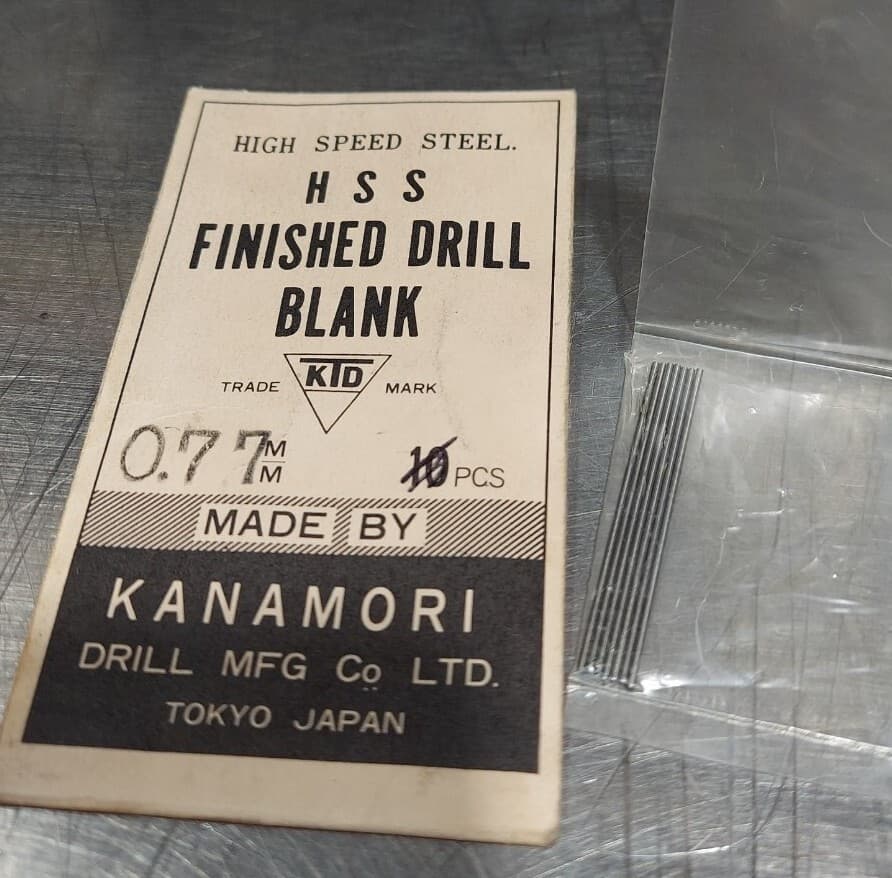 HIGH SPEED STEEL.
HSS
FINISHED DRILL
BLANK
TRADE KTD MARK
0.77 M/M 10 PCS
MADE BY
KANAMORI
DRILL MFG Co LTD.
TOKYO JAPAN